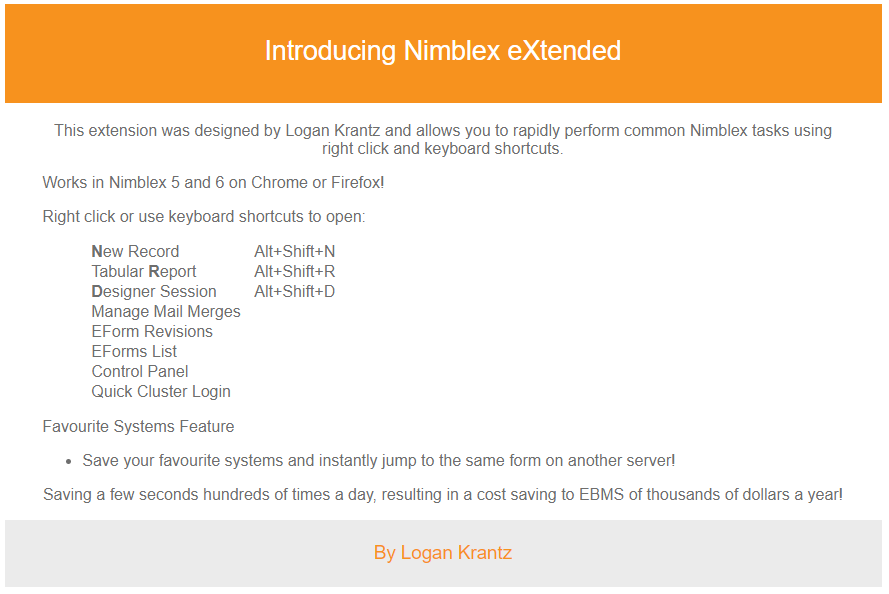 Introducing Nimblex eXtended
This extension was designed by Logan Krantz and allows you to rapidly perform common Nimblex tasks using
right click and keyboard shortcuts.
Works in Nimblex 5 and 6 on Chrome or Firefox!
Right click or use keyboard shortcuts to open:
New Record Alt+Shift+N
Tabular Report Alt+Shift+R
Designer Session Alt+Shift+D
Manage Mail Merges
EForm Revisions
EForms List
Control Panel
Quick Cluster Login
Favourite Systems Feature
• Save your favourite systems and instantly jump to the same form on another server!
Saving a few seconds hundreds of times a day, resulting in a cost saving to EBMS of thousands of dollars a year!
By Logan Krantz